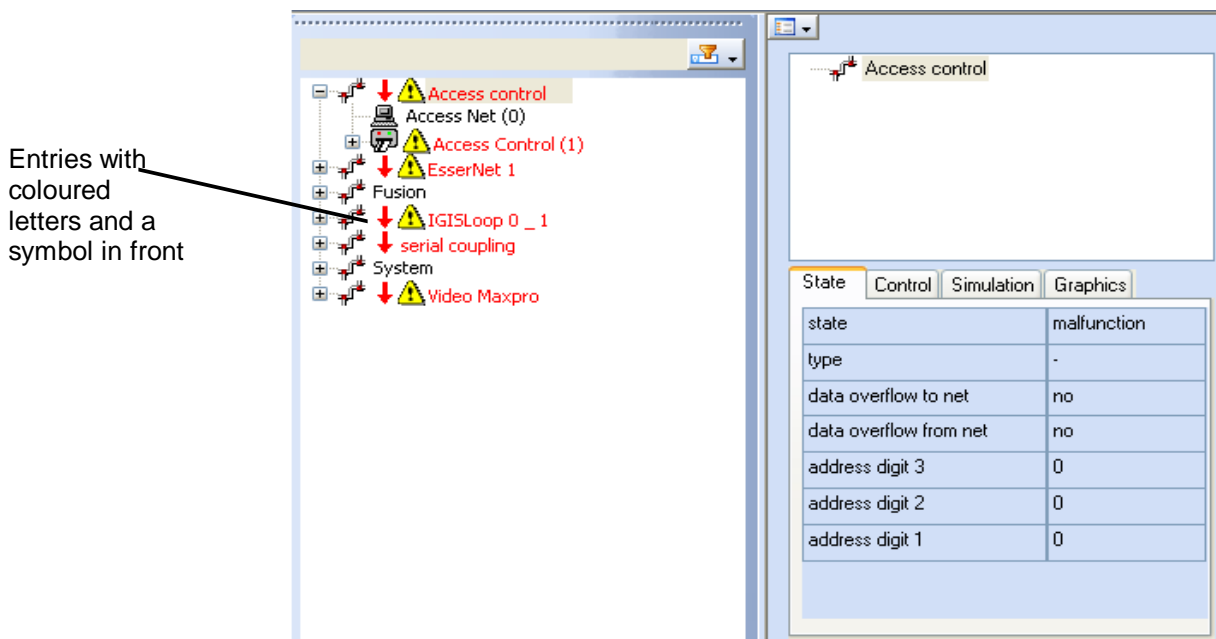 Entries with
coloured
letters and a
symbol in front
Access control
Access Net (0)
Access Control (1)
EsserNet 1
Fusion
IGISLoop 0 _ 1
serial coupling
System
Video Maxpro
Access control
State Control Simulation Graphics
state malfunction
type -
data overflow to net no
data overflow from net no
address digit 3 0
address digit 2 0
address digit 1 0